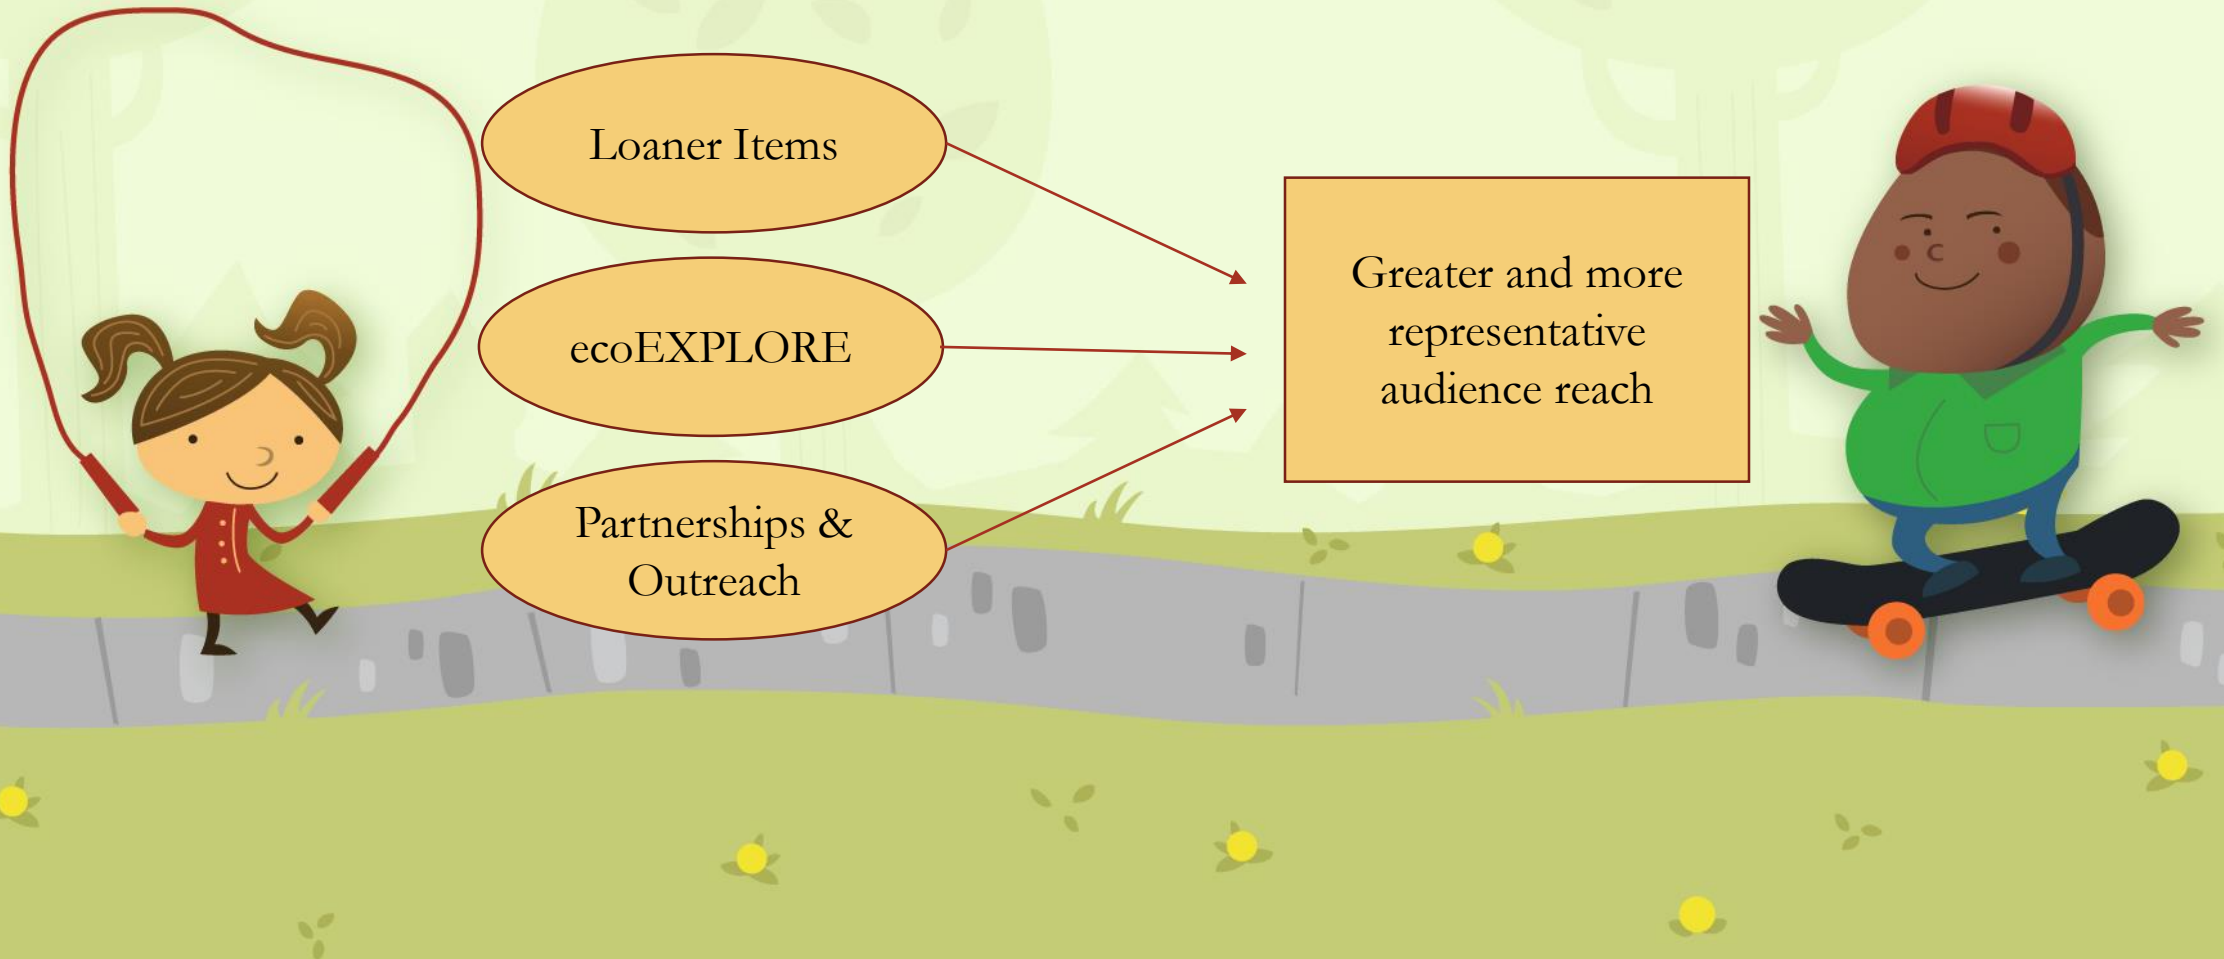 Loaner Items
ecoEXPLORE
Partnerships &
Outreach
Greater and more
representative
audience reach